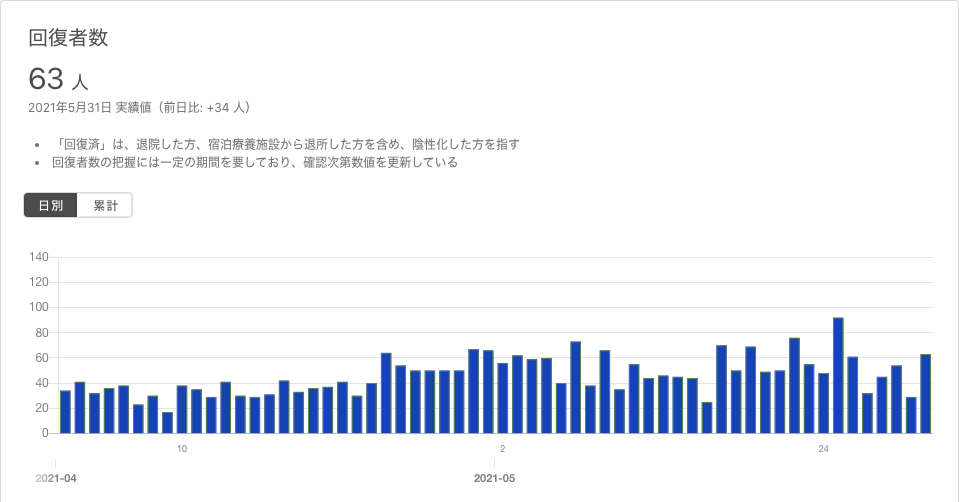 回復者数
63 人
2021年5月31日 実績値（前日比: +34 人）
• 「回復済」は、退院した方、宿泊療養施設から退所した方を含め、陰性化した方を指す
• 回復者数の把握には一定の期間を要しており、確認次第数値を更新している
日別 累計
140
120
100
80
60
40
20
0
10 2 24
2021-04 2021-05